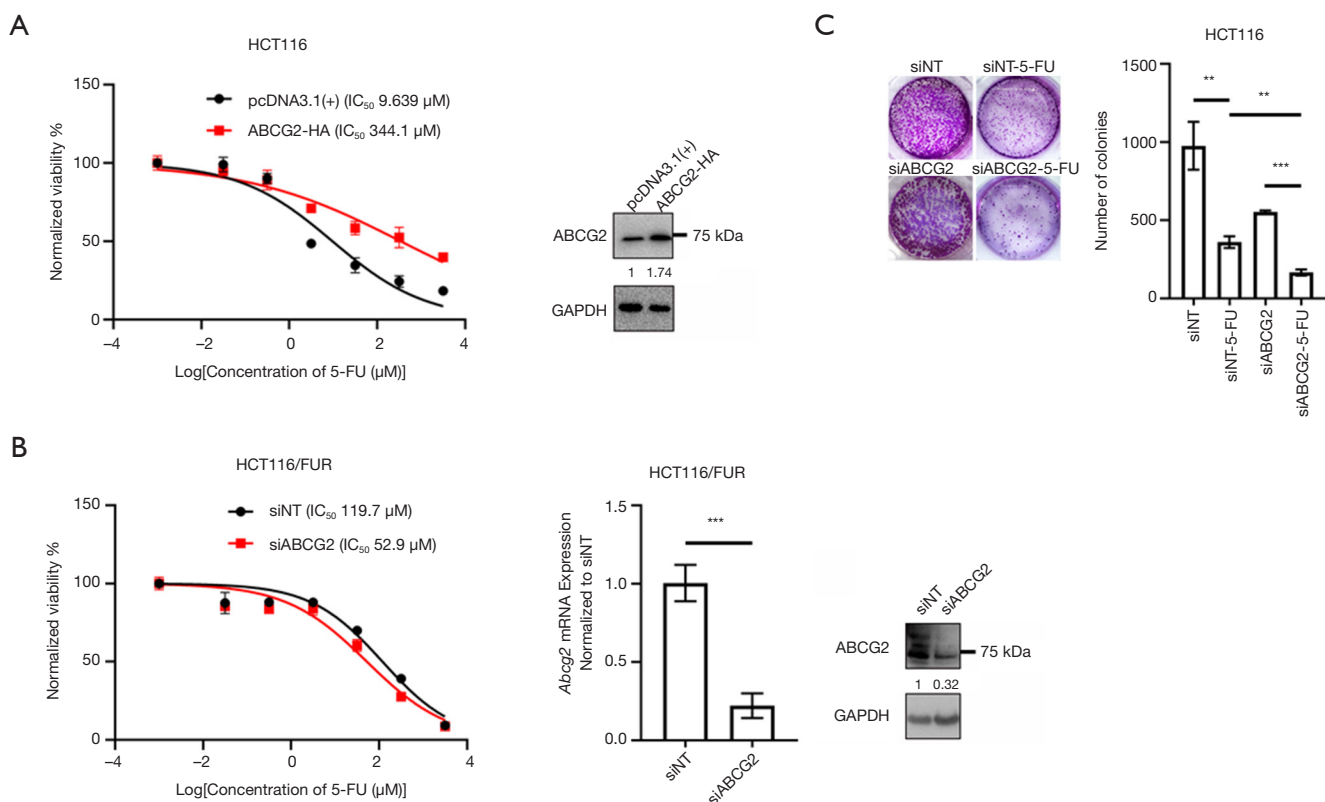 A
HCT116
150
100
50
0
Normalized viability %
pcDNA3.1(+) (IC50 9.639 µM)
ABCG2-HA (IC50 344.1 µM)
–4 –2 0 2 4
Log[Concentration of 5-FU (µM)]
pcDNA3.1(+)
ABCG2-HA
ABCG2
75 kDa
1 1.74
GAPDH
C
siNT siNT-5-FU
siABCG2 siABCG2-5-FU
HCT116
1500
1000
500
0
Number of colonies
** ** ***
siNT
siNT-5-FU
siABCG2
siABCG2-5-FU
B
HCT116/FUR
150
100
50
0
Normalized viability %
siNT (IC50 119.7 µM)
siABCG2 (IC50 52.9 µM)
–4 –2 0 2 4
Log[Concentration of 5-FU (µM)]
HCT116/FUR
1.5
1.0
0.5
0.0
Abcg2 mRNA Expression
Normalized to siNT
***
siNT
siABCG2
siNT
siABCG2
ABCG2
75 kDa
1 0.32
GAPDH